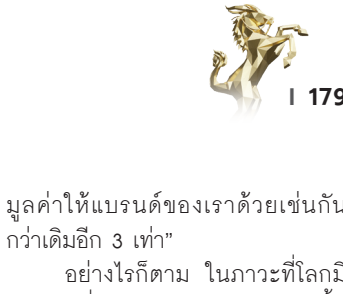 | 179
มูลค่าให้แบรนด์ของเราด้วยเช่นกัน
กว่าเดิมอีก 3 เท่า”
อย่างไรก็ตาม ในภาวะที่โลกมี